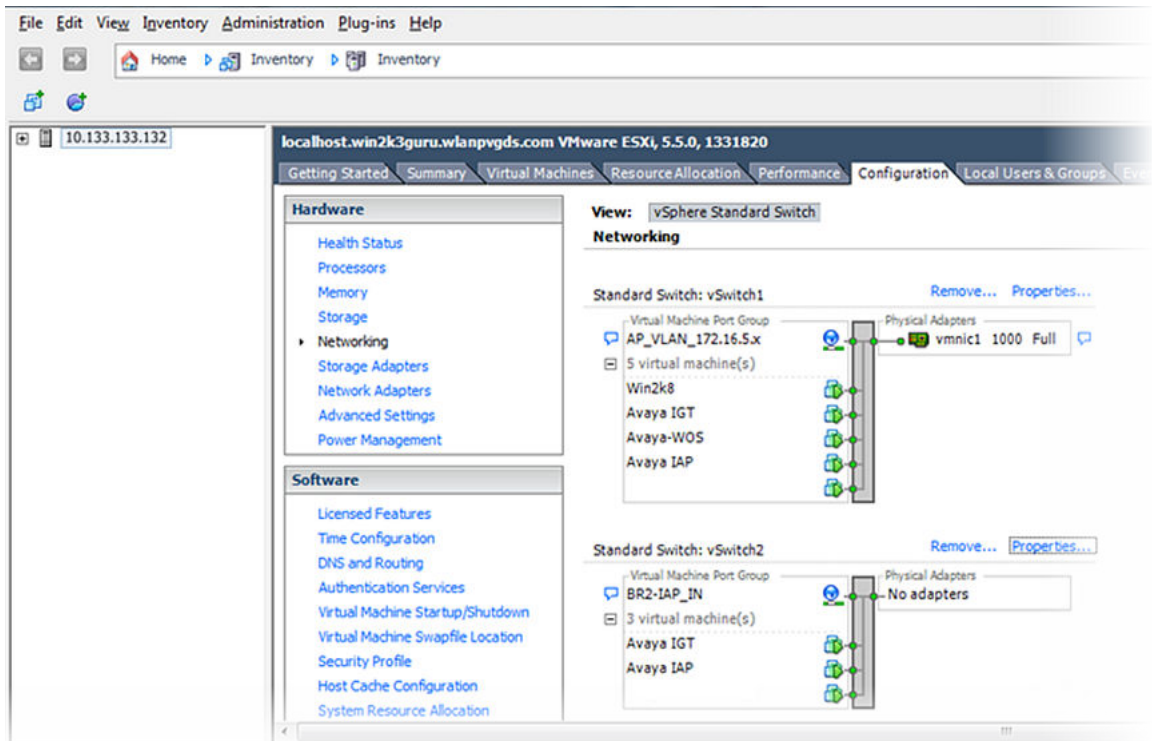 File Edit View Inventory Administration Plug-ins Help
Home Inventory Inventory
10.133.133.132
localhost.win2k3guru.wlanpvgds.com VMware ESXi, 5.5.0, 1331820
Getting Started Summary Virtual Machines Resource Allocation Performance Configuration Local Users & Groups Eve
Hardware
Health Status
Processors
Memory
Storage
Networking
Storage Adapters
Network Adapters
Advanced Settings
Power Management
Software
Licensed Features
Time Configuration
DNS and Routing
Authentication Services
Virtual Machine Startup/Shutdown
Virtual Machine Swapfile Location
Security Profile
Host Cache Configuration
System Resource Allocation
View: vSphere Standard Switch
Networking
Standard Switch: vSwitch1 Remove... Properties...
Virtual Machine Port Group Physical Adapters
AP_VLAN_172.16.5.x vmnic1 1000 Full
5 virtual machine(s)
Win2k8
Avaya IGT
Avaya-WOS
Avaya IAP
Standard Switch: vSwitch2 Remove... Properties...
Virtual Machine Port Group Physical Adapters
BR2-IAP_IN No adapters
3 virtual machine(s)
Avaya IGT
Avaya IAP